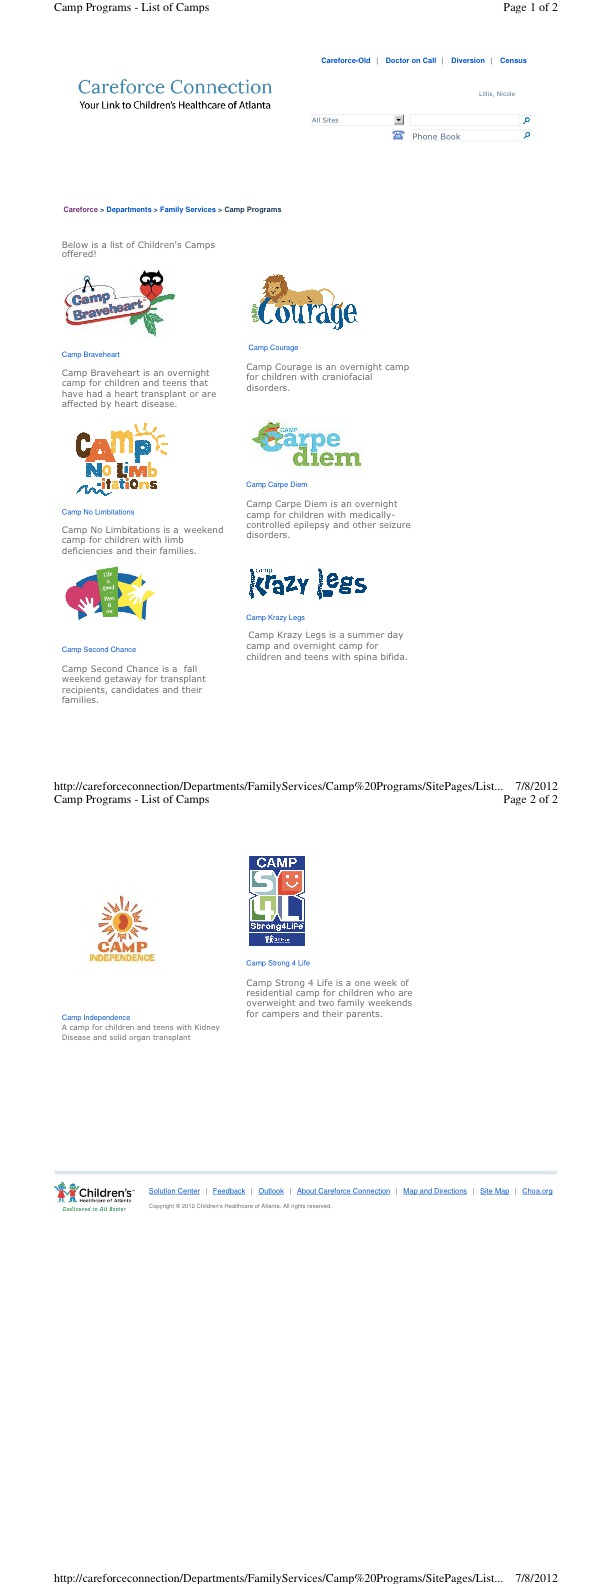 Camp Programs - List of Camps Page 1 of 2
Careforce-Old | Doctor on Call | Diversion | Census
Careforce Connection
Your Link to Children's Healthcare of Atlanta
Lillis, Nicole
All Sites
Phone Book
Careforce > Departments > Family Services > Camp Programs
Below is a list of Children's Camps
offered!
Camp
Braveheart
Camp Braveheart
Camp Braveheart is an overnight
camp for children and teens that
have had a heart transplant or are
affected by heart disease.
CAMP
Courage
Camp Courage
Camp Courage is an overnight camp
for children with craniofacial
disorders.
CAMP
No Limb
itations
Camp No Limbitations
Camp No Limbitations is a weekend
camp for children with limb
deficiencies and their families.
CAMP
Carpe
diem
Camp Carpe Diem
Camp Carpe Diem is an overnight
camp for children with medically-
controlled epilepsy and other seizure
disorders.
Life
is
good
Pass
it
on
Camp Second Chance
Camp Second Chance is a fall
weekend getaway for transplant
recipients, candidates and their
families.
camp
Krazy Legs
Camp Krazy Legs
Camp Krazy Legs is a summer day
camp and overnight camp for
children and teens with spina bifida.
http://careforceconnection/Departments/FamilyServices/Camp%20Programs/SitePages/List... 7/8/2012
Camp Programs - List of Camps Page 2 of 2
CAMP
INDEPENDENCE
Camp Independence
A camp for children and teens with Kidney
Disease and solid organ transplant
CAMP
S
4L
Strong4Life
Camp Strong 4 Life
Camp Strong 4 Life is a one week of
residential camp for children who are
overweight and two family weekends
for campers and their parents.
Children's
Healthcare of Atlanta
Dedicated to All Better
Solution Center | Feedback | Outlook | About Careforce Connection | Map and Directions | Site Map | Choa.org
Copyright © 2012 Children's Healthcare of Atlanta. All rights reserved.
http://careforceconnection/Departments/FamilyServices/Camp%20Programs/SitePages/List... 7/8/2012